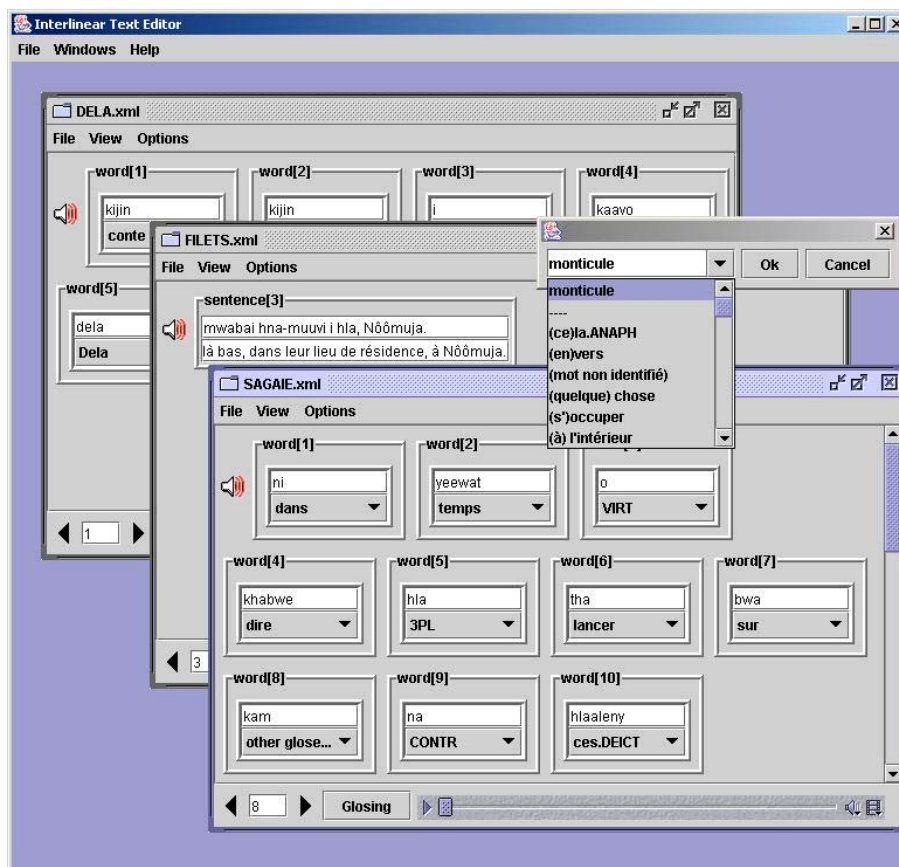 Interlinear Text Editor
File Windows Help
DELA.xml
File View Options
word[1] word[2] word[3] word[4]
kijin kijin i kaavo
conte
word[5]
dela
Dela
1
FILETS.xml
File View Options
sentence[3]
mwabai hna-muuvi i hla, Nôômuja.
là bas, dans leur lieu de résidence, à Nôômuja.
3
monticule Ok Cancel
monticule
----
(ce)la.ANAPH
(en)vers
(mot non identifié)
(quelque) chose
(s')occuper
(à) l'intérieur
SAGAIE.xml
File View Options
word[1] word[2]
ni yeewat o
dans temps VIRT
word[4] word[5] word[6] word[7]
khabwe hla tha bwa
dire 3PL lancer sur
word[8] word[9] word[10]
kam na hlaaleny
other glose... CONTR ces.DEICT
8 Glosing